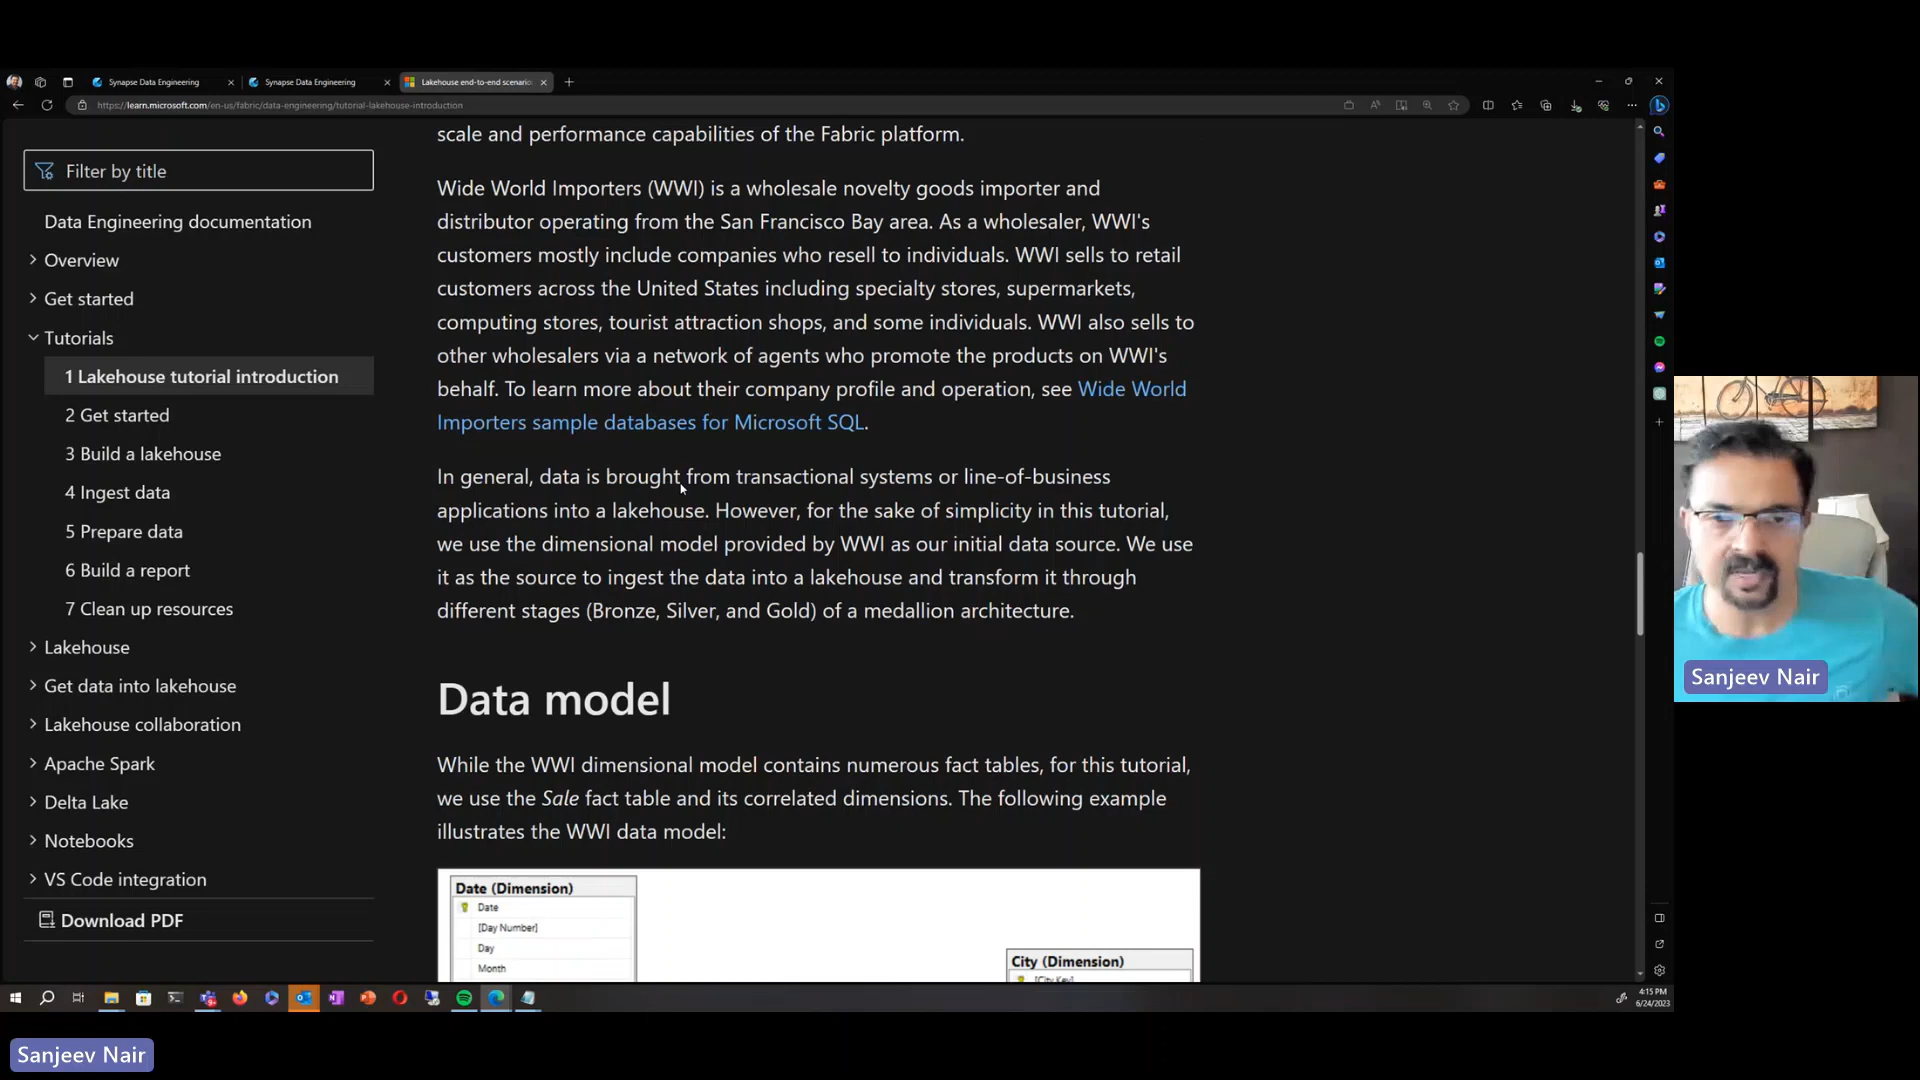 Synapse Data Engineering
Synapse Data Engineering
Lakehouse end-to-end scenario
https://learn.microsoft.com/en-us/fabric/data-engineering/tutorial-lakehouse-introduction
Filter by title
Data Engineering documentation
Overview
Get started
Tutorials
1 Lakehouse tutorial introduction
2 Get started
3 Build a lakehouse
4 Ingest data
5 Prepare data
6 Build a report
7 Clean up resources
Lakehouse
Get data into lakehouse
Lakehouse collaboration
Apache Spark
Delta Lake
Notebooks
VS Code integration
Download PDF
scale and performance capabilities of the Fabric platform.
Wide World Importers (WWI) is a wholesale novelty goods importer and
distributor operating from the San Francisco Bay area. As a wholesaler, WWI's
customers mostly include companies who resell to individuals. WWI sells to retail
customers across the United States including specialty stores, supermarkets,
computing stores, tourist attraction shops, and some individuals. WWI also sells to
other wholesalers via a network of agents who promote the products on WWI's
behalf. To learn more about their company profile and operation, see Wide World
Importers sample databases for Microsoft SQL.
In general, data is brought from transactional systems or line-of-business
applications into a lakehouse. However, for the sake of simplicity in this tutorial,
we use the dimensional model provided by WWI as our initial data source. We use
it as the source to ingest the data into a lakehouse and transform it through
different stages (Bronze, Silver, and Gold) of a medallion architecture.
Data model
While the WWI dimensional model contains numerous fact tables, for this tutorial,
we use the Sale fact table and its correlated dimensions. The following example
illustrates the WWI data model:
Date (Dimension)
Date
[Day Number]
Day
Month
City (Dimension)
[City Key]
4:15 PM
6/24/2023
Sanjeev Nair
Sanjeev Nair